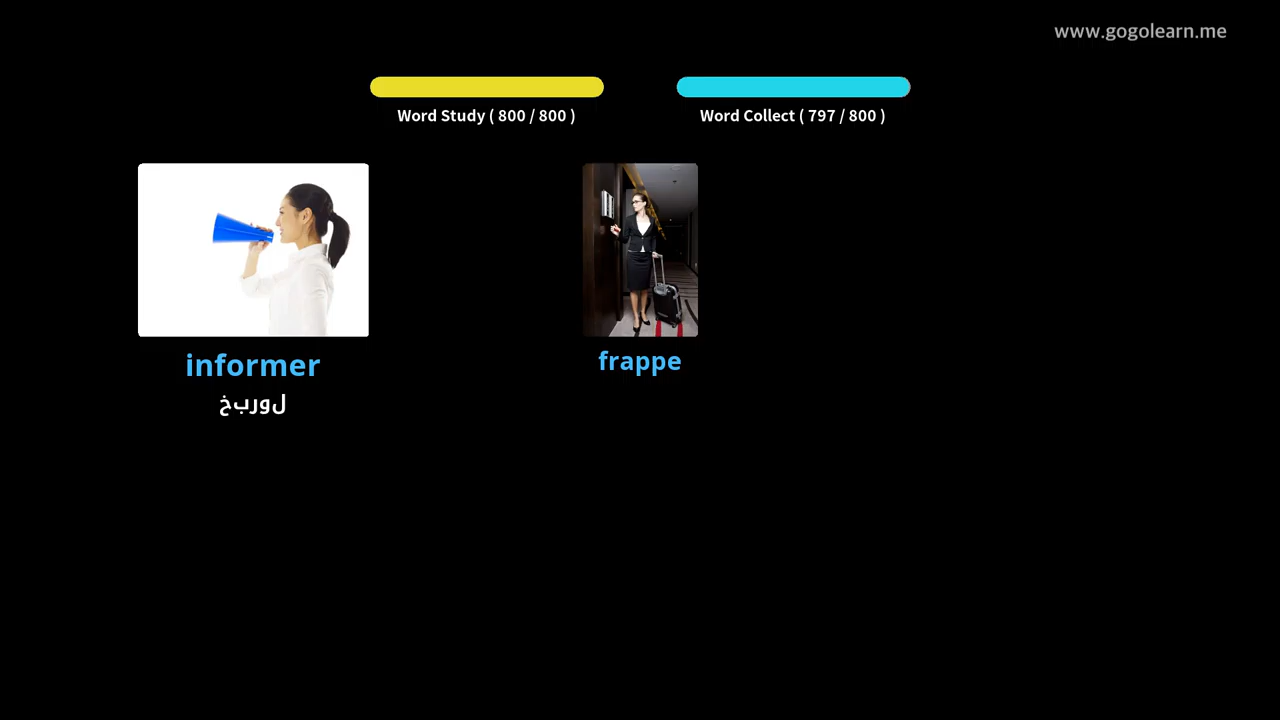 www.gogolearn.me
Word Study ( 800 / 800 )
Word Collect ( 797 / 800 )
informer
لوربخ
frappe